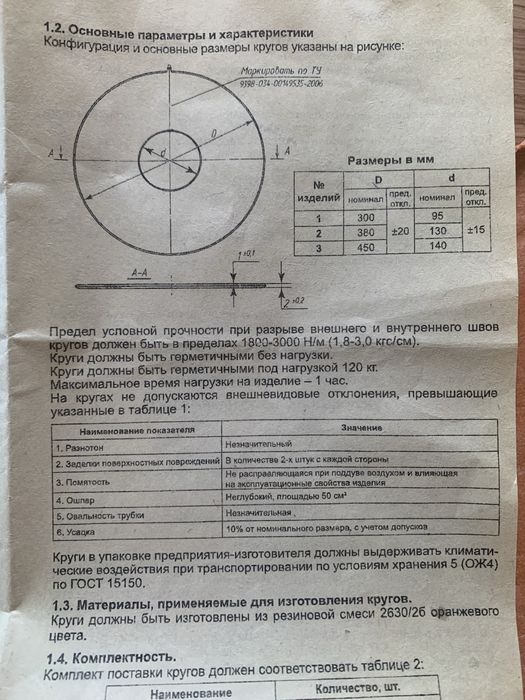 1.2. Основные параметры и характеристики
Конфигурация и основные размеры кругов указаны на рисунке:
Маркировать по ТУ
9398-034-00149535-2006
D
d
А
А
Размеры в мм
№ изделий D d
номинал пред. откл. номинал пред. откл.
1 300 ±20 95 ±15
2 380 130
3 450 140
1 ±0,1
А-А
2 ±0,2
Предел условной прочности при разрыве внешнего и внутреннего швов
кругов должен быть в пределах 1800-3000 Н/м (1,8-3,0 кгс/см).
Круги должны быть герметичными без нагрузки.
Круги должны быть герметичными под нагрузкой 120 кг.
Максимальное время нагрузки на изделие – 1 час.
На кругах не допускаются внешневидовые отклонения, превышающие
указанные в таблице 1:
Наименование показателя Значение
1. Разнотон Незначительный
2. Заделки поверхностных повреждений В количестве 2-х штук с каждой стороны
3. Помятость Не расправляющаяся при поддуве воздухом и влияющая
на эксплуатационные свойства изделия
4. Ошпар Неглубокий, площадью 50 см²
5. Овальность трубки Незначительная
6. Усадка 10% от номинального размера, с учетом допусков
Круги в упаковке предприятия-изготовителя должны выдерживать климати-
ческие воздействия при транспортировании по условиям хранения 5 (ОЖ4)
по ГОСТ 15150.
1.3. Материалы, применяемые для изготовления кругов.
Круги должны быть изготовлены из резиновой смеси 2630/2б оранжевого
цвета.
1.4. Комплектность.
Комплект поставки кругов должен соответствовать таблице 2:
Наименование Количество, шт.